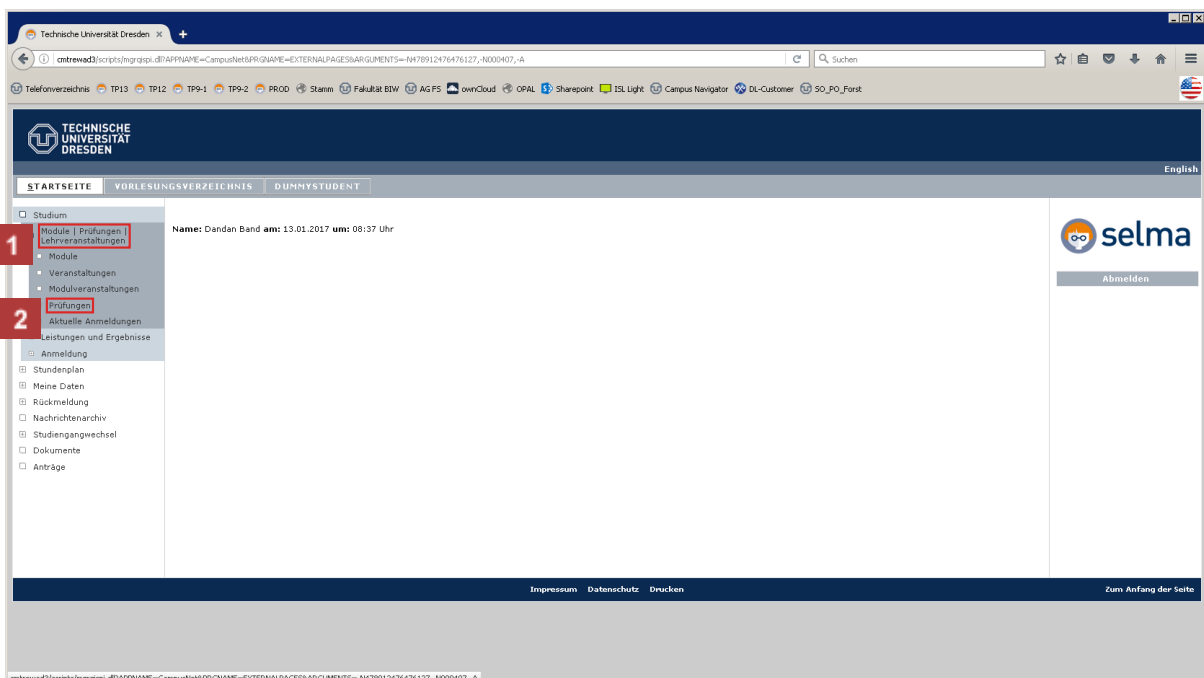 Technische Universität Dresden
cmtrewad3/scripts/mgrqispi.dll?APPNAME=CampusNet&PRGNAME=EXTERNALPAGES&ARGUMENTS=-N478912476476127,-N000407,-A
Suchen
Telefonverzeichnis TP13 TP12 TP9-1 TP9-2 PROD Stamm Fakultät BIW AG FS ownCloud OPAL Sharepoint ISL Light Campus Navigator DL-Customer SO_PO_Forst
TECHNISCHE
UNIVERSITÄT
DRESDEN
English
STARTSEITE VORLESUNGSVERZEICHNIS DUMMYSTUDENT
Studium
1
Module | Prüfungen |
Lehrveranstaltungen
Module
Veranstaltungen
Modulveranstaltungen
2
Prüfungen
Aktuelle Anmeldungen
Leistungen und Ergebnisse
Anmeldung
Stundenplan
Meine Daten
Rückmeldung
Nachrichtenarchiv
Studiengangwechsel
Dokumente
Anträge
Name: Dandan Band am: 13.01.2017 um: 08:37 Uhr
selma
Abmelden
Impressum Datenschutz Drucken
Zum Anfang der Seite